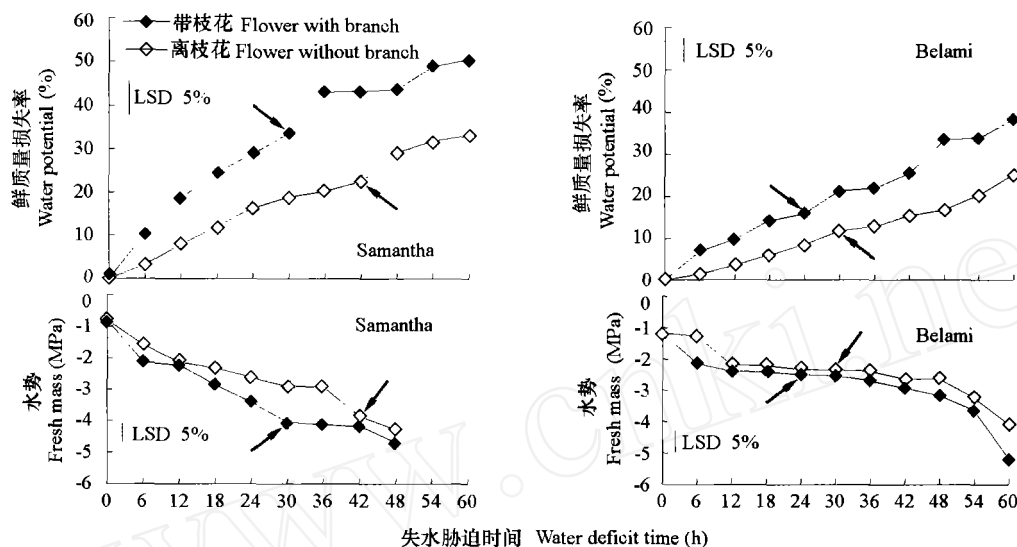 带枝花 Flower with branch
离枝花 Flower without branch
LSD 5%
鲜质量损失率
Water potential (%)
60
50
40
30
20
10
0
Samantha
LSD 5%
Belami
鲜质量损失率
Water potential (%)
60
50
40
30
20
10
0
水势
Fresh mass (MPa)
0
-1
-2
-3
-4
-5
-6
Samantha
LSD 5%
0 6 12 18 24 30 36 42 48 54 60
水势
Fresh mass (MPa)
0
-1
-2
-3
-4
-5
-6
Belami
LSD 5%
0 6 12 18 24 30 36 42 48 54 60
失水胁迫时间 Water deficit time (h)
www.cnki.ne